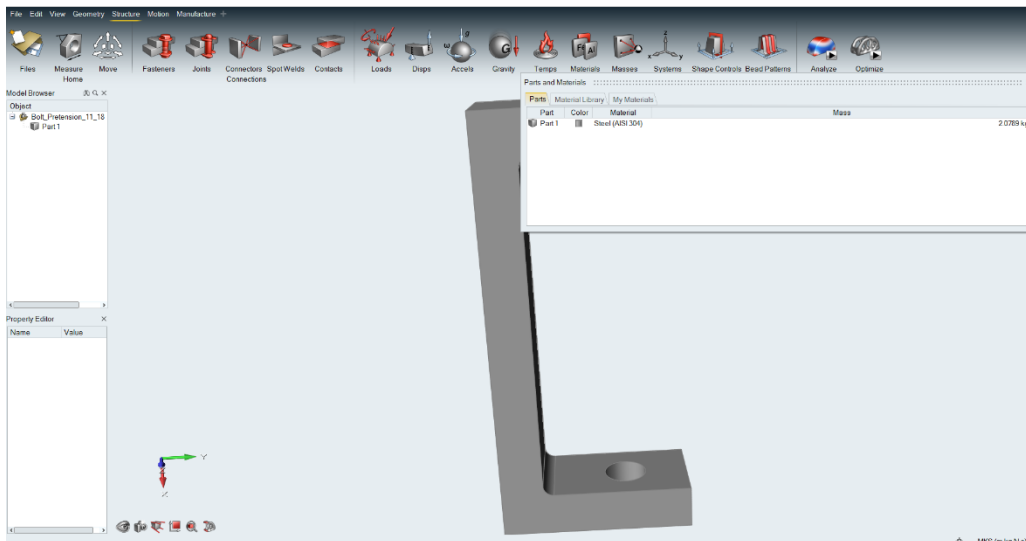 File Edit View Geometry Structure Motion Manufacture +
Files Measure Move Fasteners Joints Connectors Spot Welds Contacts Loads Disps Accels Gravity Temps Materials Masses Systems Shape Controls Bead Patterns Analyze Optimize
Home Connections
Model Browser
Object
Bolt_Pretension_11_18
Part 1
Parts and Materials
Parts Material Library My Materials
Part Color Material Mass
Part 1 Steel (AISI 304) 2.0789 kg
Property Editor
Name Value
Y
X